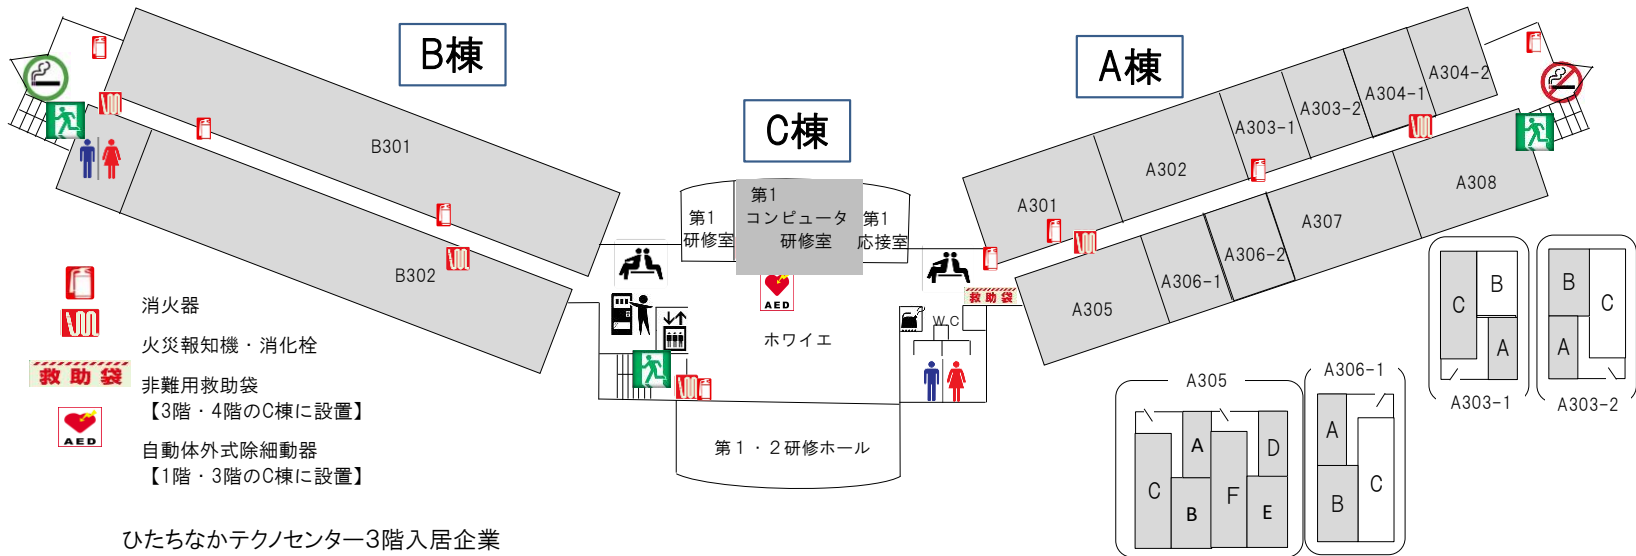 B棟
A棟
C棟
B301
B302
第1
研修室
第1
コンピュータ
研修室
第1
応接室
AED
ホワイエ
WC
救助袋
第1・2研修ホール
A301
A302
A303-1
A303-2
A304-1
A304-2
A305
A306-1
A306-2
A307
A308
消火器
火災報知機・消化栓
救助袋
非難用救助袋
【3階・4階のC棟に設置】
AED
自動体外式除細動器
【1階・3階のC棟に設置】
A305
A
D
C
B
F
E
A306-1
A
B
C
C
B
A
A303-1
B
C
A
A303-2
ひたちなかテクノセンター3階入居企業